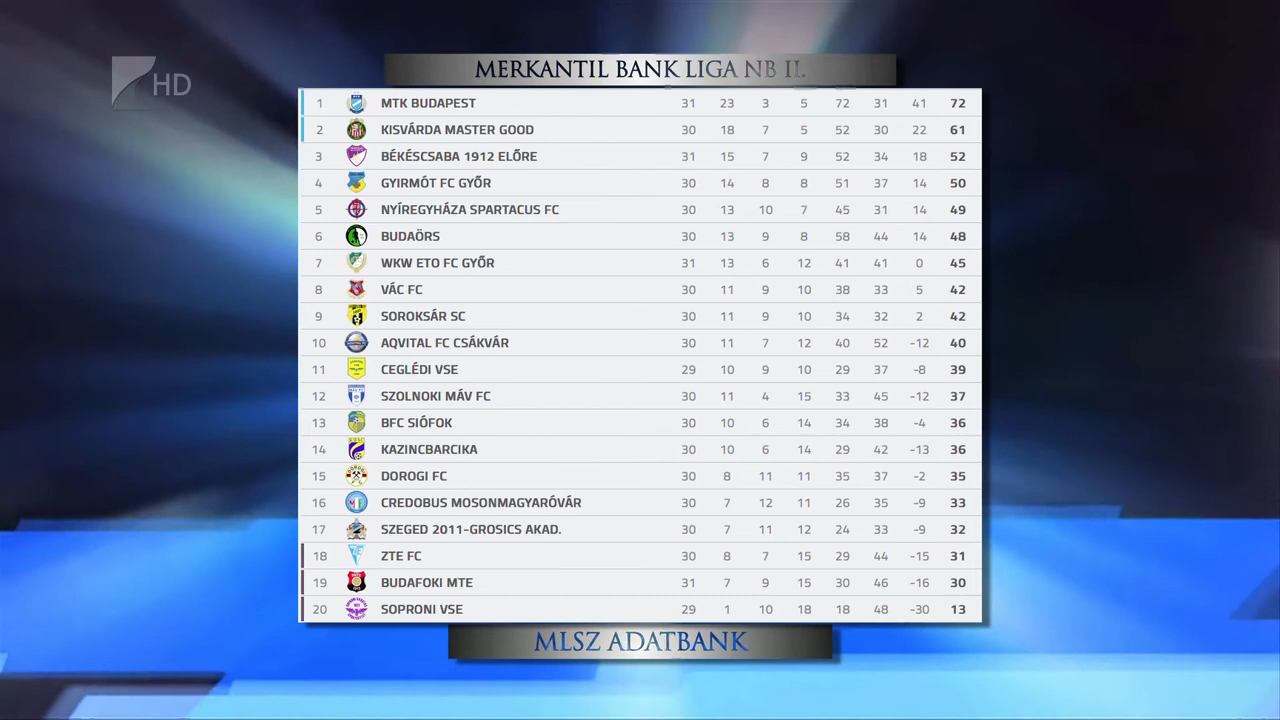 HD
MERKANTIL BANK LIGA NB II.
1 MTK BUDAPEST 31 23 3 5 72 31 41 72
2 KISVÁRDA MASTER GOOD 30 18 7 5 52 30 22 61
3 BÉKÉSCSABA 1912 ELŐRE 31 15 7 9 52 34 18 52
4 GYIRMÓT FC GYŐR 30 14 8 8 51 37 14 50
5 NYÍREGYHÁZA SPARTACUS FC 30 13 10 7 45 31 14 49
6 BUDAÖRS 30 13 9 8 58 44 14 48
7 WKW ETO FC GYŐR 31 13 6 12 41 41 0 45
8 VÁC FC 30 11 9 10 38 33 5 42
9 SOROKSÁR SC 30 11 9 10 34 32 2 42
10 AQVITAL FC CSÁKVÁR 30 11 7 12 40 52 -12 40
11 CEGLÉDI VSE 29 10 9 10 29 37 -8 39
12 SZOLNOKI MÁV FC 30 11 4 15 33 45 -12 37
13 BFC SIÓFOK 30 10 6 14 34 38 -4 36
14 KAZINCBARCIKA 30 10 6 14 29 42 -13 36
15 DOROGI FC 30 8 11 11 35 37 -2 35
16 CREDOBUS MOSONMAGYARÓVÁR 30 7 12 11 26 35 -9 33
17 SZEGED 2011-GROSICS AKAD. 30 7 11 12 24 33 -9 32
18 ZTE FC 30 8 7 15 29 44 -15 31
19 BUDAFOKI MTE 31 7 9 15 30 46 -16 30
20 SOPRONI VSE 29 1 10 18 18 48 -30 13
MLSZ ADATBANK